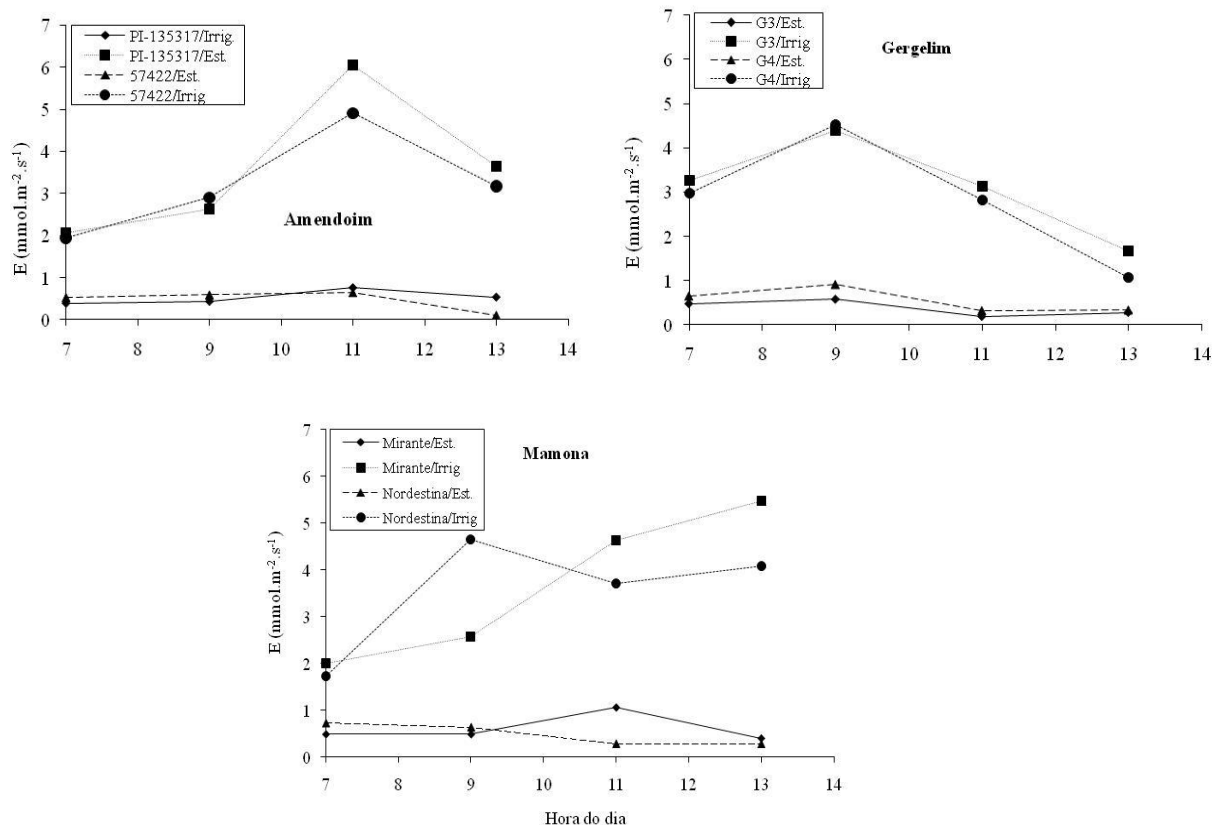 7
6
5
4
3
2
1
0
E (mmol.m⁻².s⁻¹)
PI-135317/Irrig.
PI-135317/Est.
57422/Est.
57422/Irrig
Amendoim
7 8 9 10 11 12 13 14
7
6
5
4
3
2
1
0
E (mmol.m⁻².s⁻¹)
G3/Est.
G3/Irrig
G4/Est.
G4/Irrig
Gergelim
7 8 9 10 11 12 13 14
7
6
5
4
3
2
1
0
E (mmol.m⁻².s⁻¹)
Mirante/Est.
Mirante/Irrig
Nordestina/Est.
Nordestina/Irrig
Mamona
7 8 9 10 11 12 13 14
Hora do dia